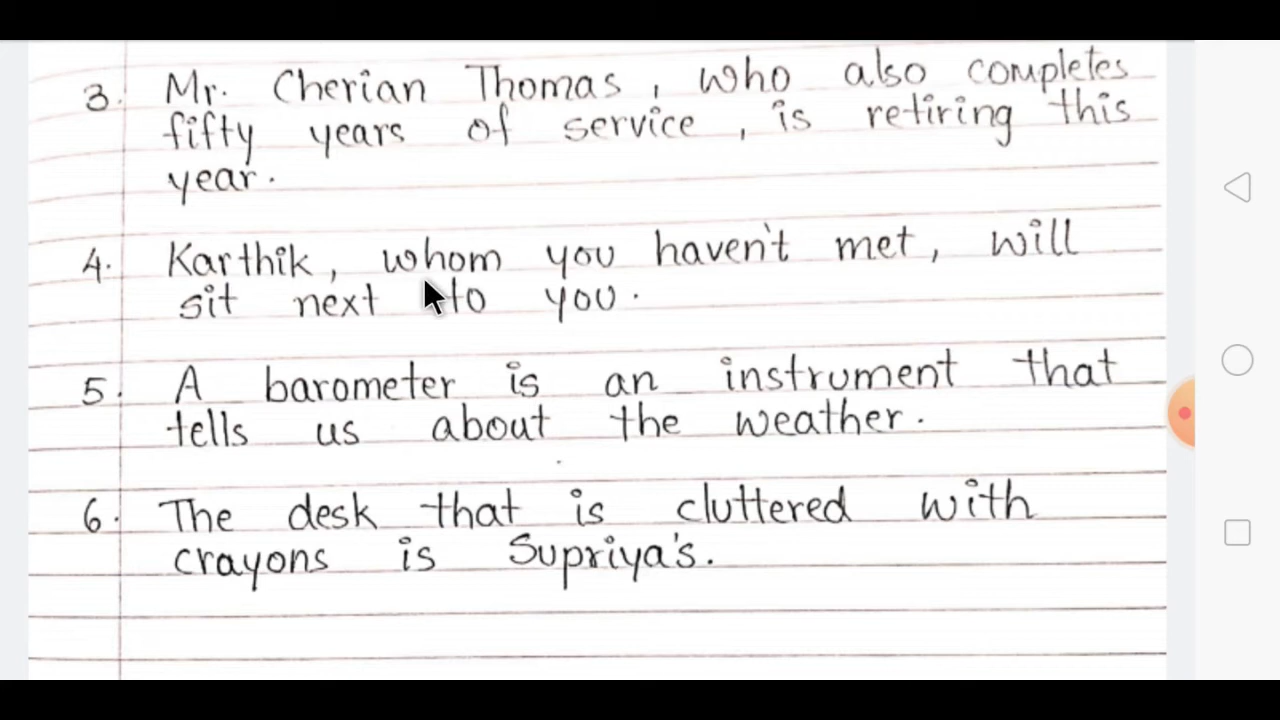 3. Mr. Cherian Thomas, who also completes
fifty years of service, is retiring this
year.
4. Karthik, whom you haven't met, will
sit next to you.
5. A barometer is an instrument that
tells us about the weather.
6. The desk that is cluttered with
crayons is Supriya's.